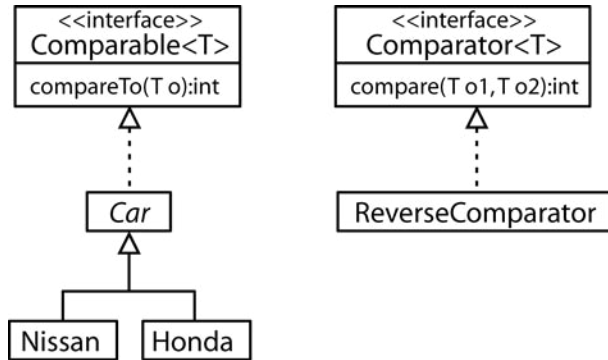 <<interface>>
Comparable<T>
compareTo(T o):int
<<interface>>
Comparator<T>
compare(T o1,T o2):int
Car
ReverseComparator
Nissan
Honda